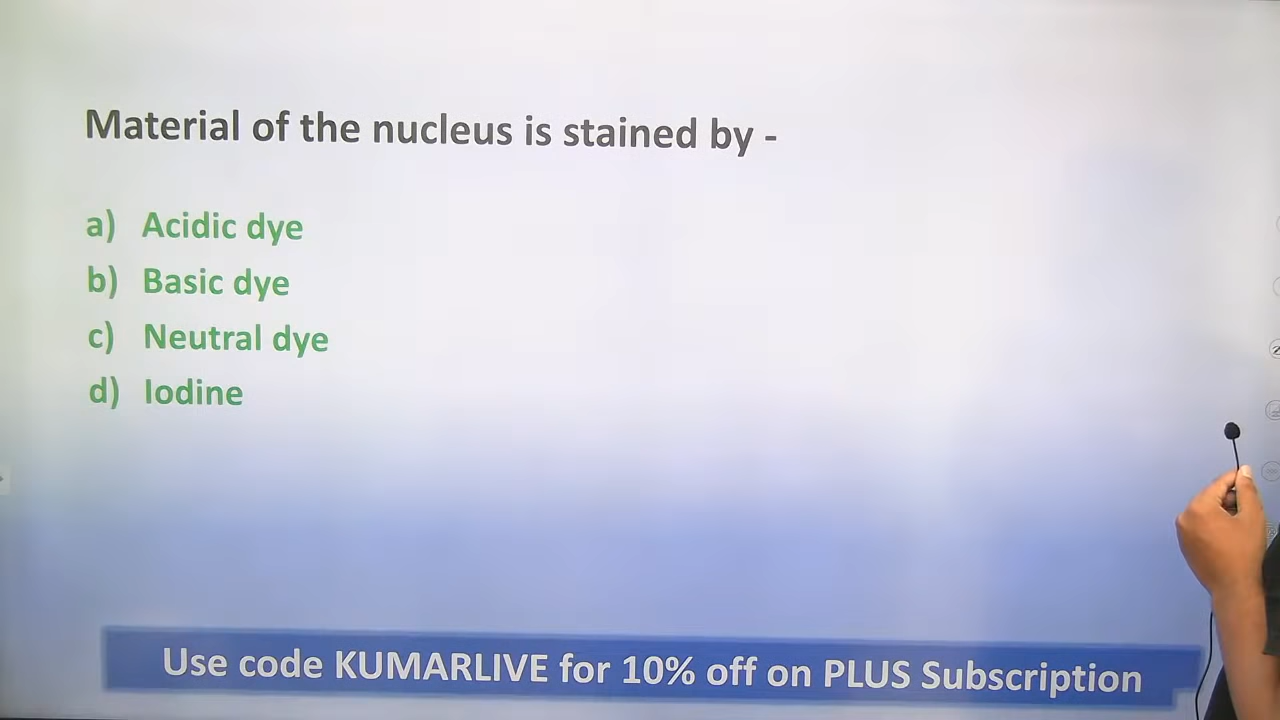 Material of the nucleus is stained by -
a) Acidic dye
b) Basic dye
c) Neutral dye
d) Iodine
Use code KUMARLIVE for 10% off on PLUS Subscription